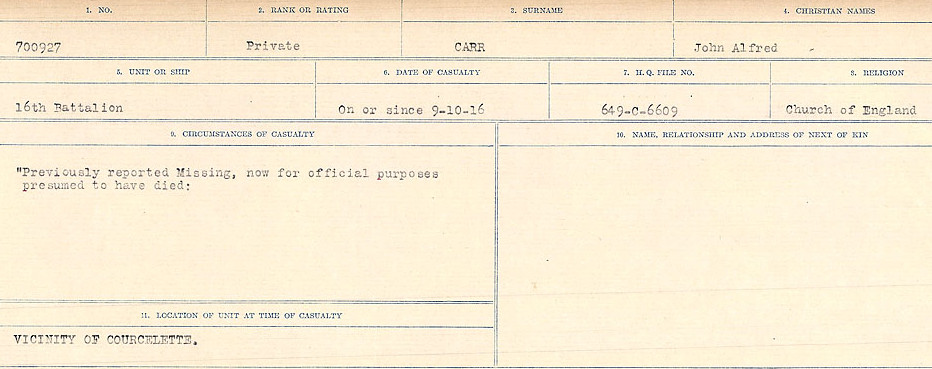 1. NO. 2. RANK OR RATING 3. SURNAME 4. CHRISTIAN NAMES
700927 Private CARR John Alfred
5. UNIT OR SHIP 6. DATE OF CASUALTY 7. H.Q. FILE NO. 8. RELIGION
16th Battalion On or since 9-10-16 649-C-6609 Church of England
9. CIRCUMSTANCES OF CASUALTY 10. NAME, RELATIONSHIP AND ADDRESS OF NEXT OF KIN
"Previously reported Missing, now for official purposes
presumed to have died:
11. LOCATION OF UNIT AT TIME OF CASUALTY
VICINITY OF COURCELETTE.